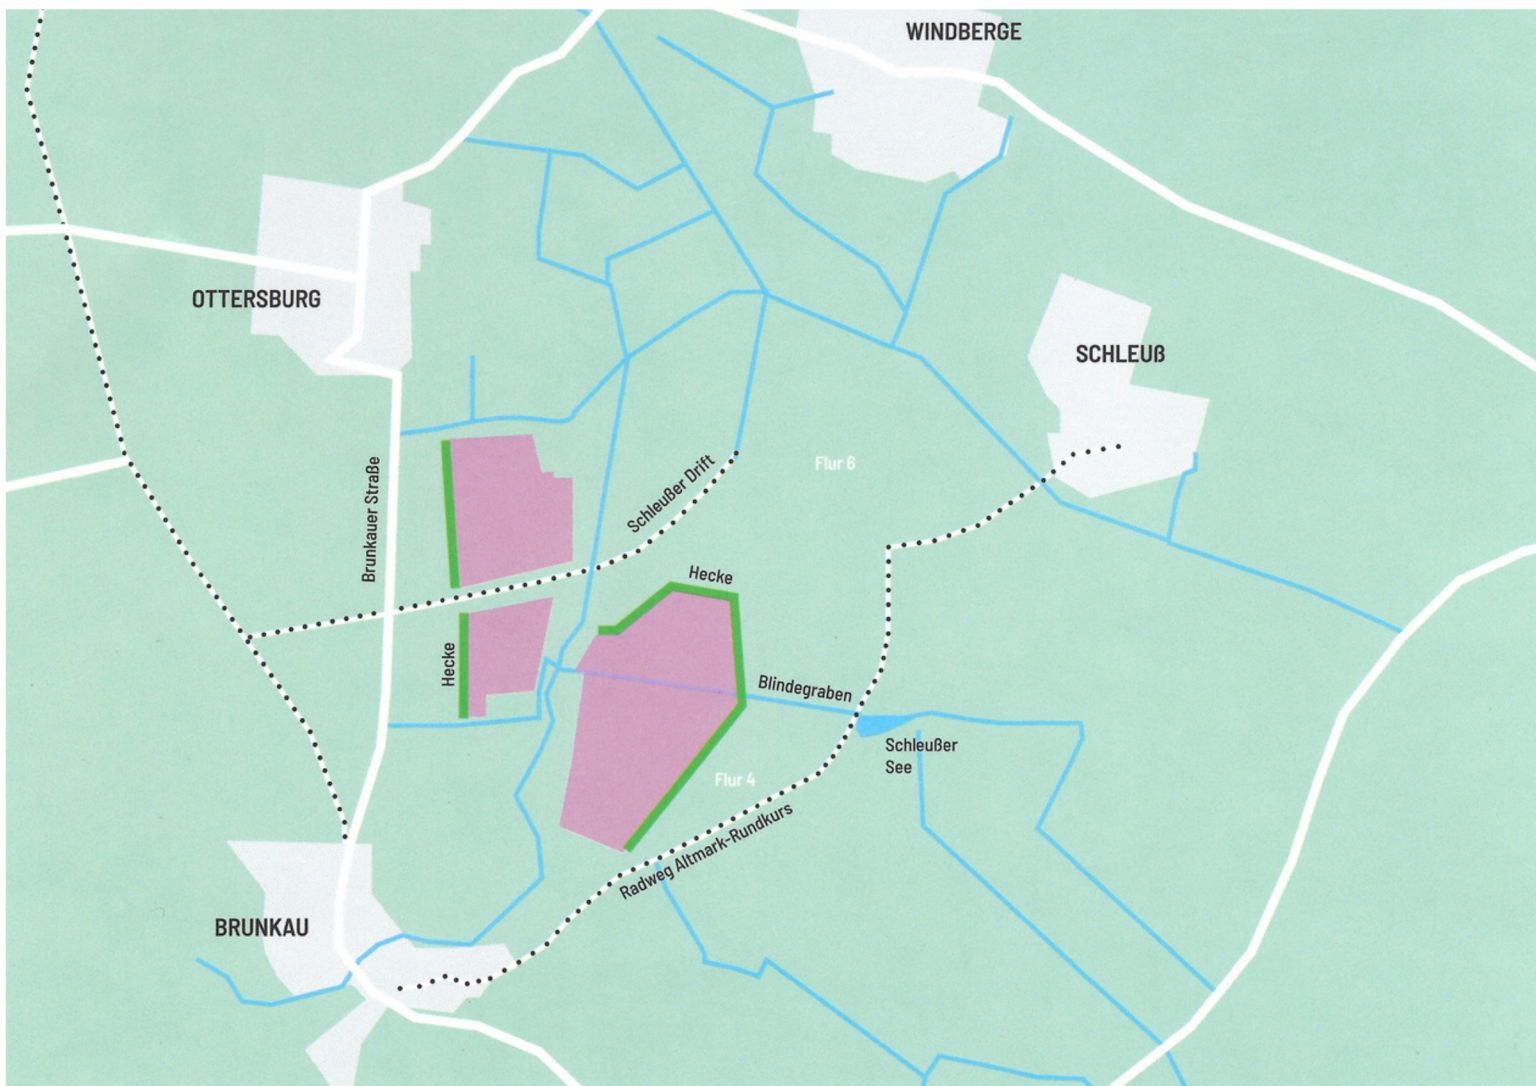 WINDBERGE
OTTERSBURG
SCHLEUß
Brunkauer Straße
Schleußer Drift
Flur 6
Hecke
Hecke
Blindegraben
Schleußer
See
Flur 4
Radweg Altmark-Rundkurs
BRUNKAU